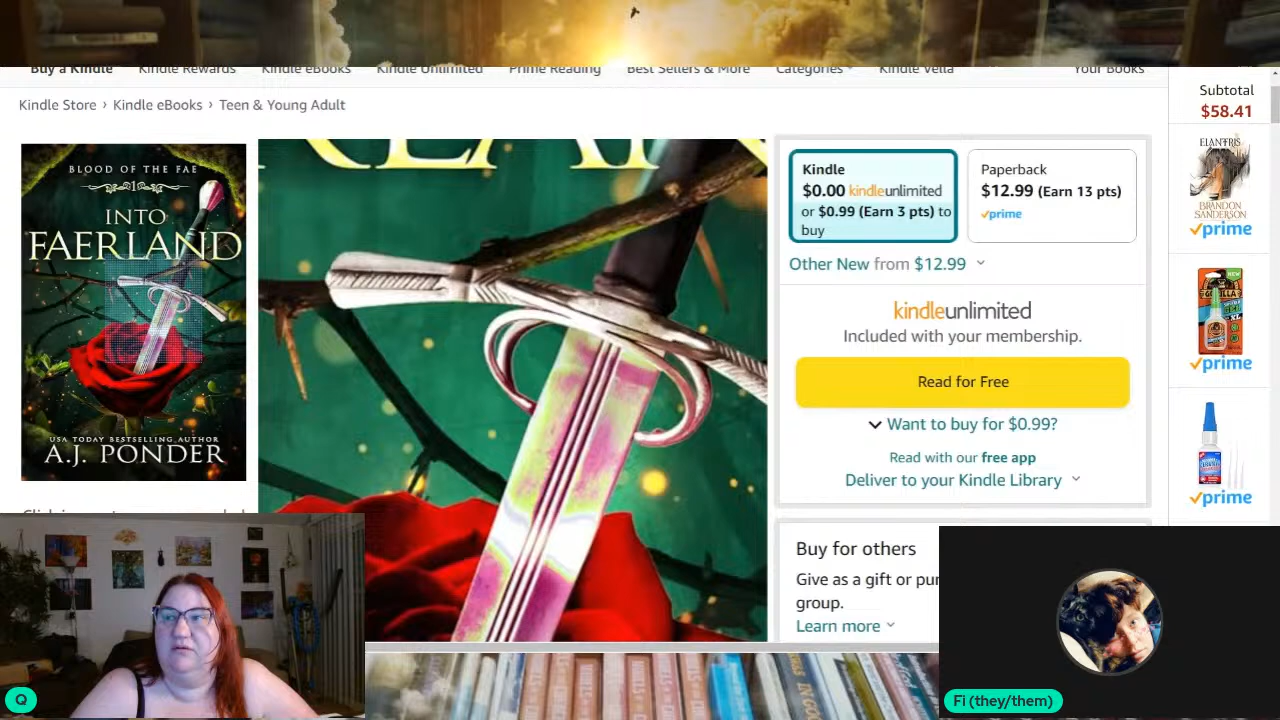 Buy a Kindle Kindle Rewards Kindle eBooks Kindle Unlimited Prime Reading Best Sellers & More Categories Kindle Vella Your Books
Kindle Store › Kindle eBooks › Teen & Young Adult
Subtotal
$58.41
BLOOD OF THE FAE
1
INTO
FAERLAND
USA TODAY BESTSELLING AUTHOR
A.J. PONDER
Kindle
$0.00 kindleunlimited
or $0.99 (Earn 3 pts) to
buy
Paperback
$12.99 (Earn 13 pts)
prime
Other New from $12.99
kindleunlimited
Included with your membership.
Read for Free
Want to buy for $0.99?
Read with our free app
Deliver to your Kindle Library
Buy for others
Give as a gift or pur
group.
Learn more
ELANTRIS
BRANDON
SANDERSON
prime
NEW
GORILLA
prime
prime
Q
Fi (they/them)